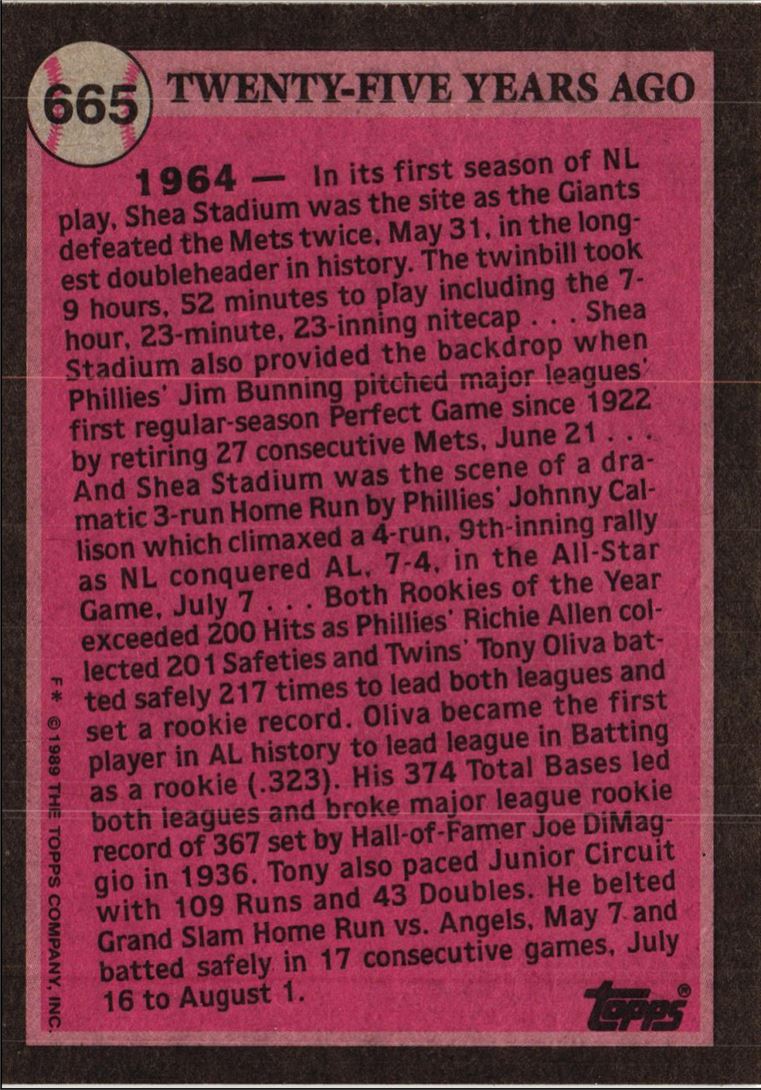 665
TWENTY-FIVE YEARS AGO
1964 — In its first season of NL
play, Shea Stadium was the site as the Giants
defeated the Mets twice, May 31, in the long-
est doubleheader in history. The twinbill took
9 hours, 52 minutes to play including the 7-
hour, 23-minute, 23-inning nitecap . . . Shea
Stadium also provided the backdrop when
Phillies' Jim Bunning pitched major leagues'
first regular-season Perfect Game since 1922
by retiring 27 consecutive Mets, June 21 . . .
And Shea Stadium was the scene of a dra-
matic 3-run Home Run by Phillies' Johnny Cal-
lison which climaxed a 4-run, 9th-inning rally
as NL conquered AL, 7-4, in the All-Star
Game, July 7 . . . Both Rookies of the Year
exceeded 200 Hits as Phillies' Richie Allen col-
lected 201 Safeties and Twins' Tony Oliva bat-
ted safely 217 times to lead both leagues and
set a rookie record. Oliva became the first
player in AL history to lead league in Batting
as a rookie (.323). His 374 Total Bases led
both leagues and broke major league rookie
record of 367 set by Hall-of-Famer Joe DiMag-
gio in 1936. Tony also paced Junior Circuit
with 109 Runs and 43 Doubles. He belted
Grand Slam Home Run vs. Angels, May 7 and
batted safely in 17 consecutive games, July
16 to August 1.
F* © 1989 THE TOPPS COMPANY, INC.
topps®